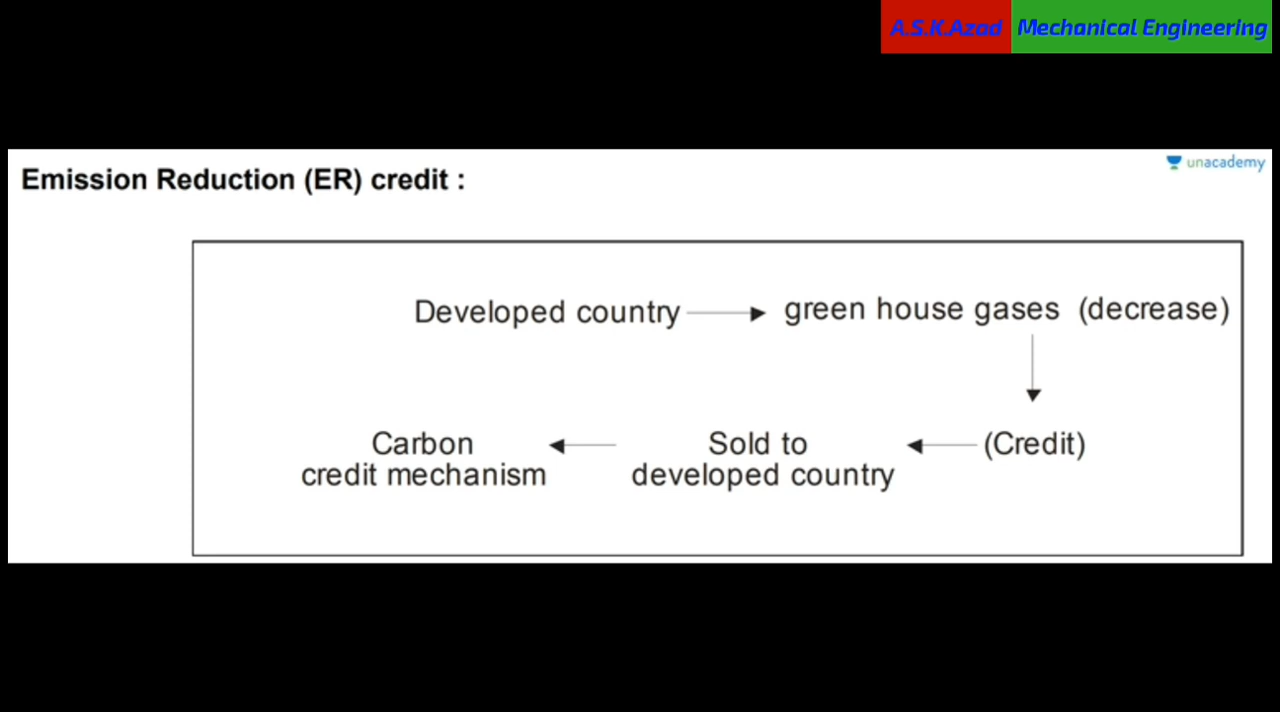 A.S.K.Azad Mechanical Engineering
unacademy
Emission Reduction (ER) credit :
Developed country green house gases (decrease)
Carbon Sold to (Credit)
credit mechanism developed country